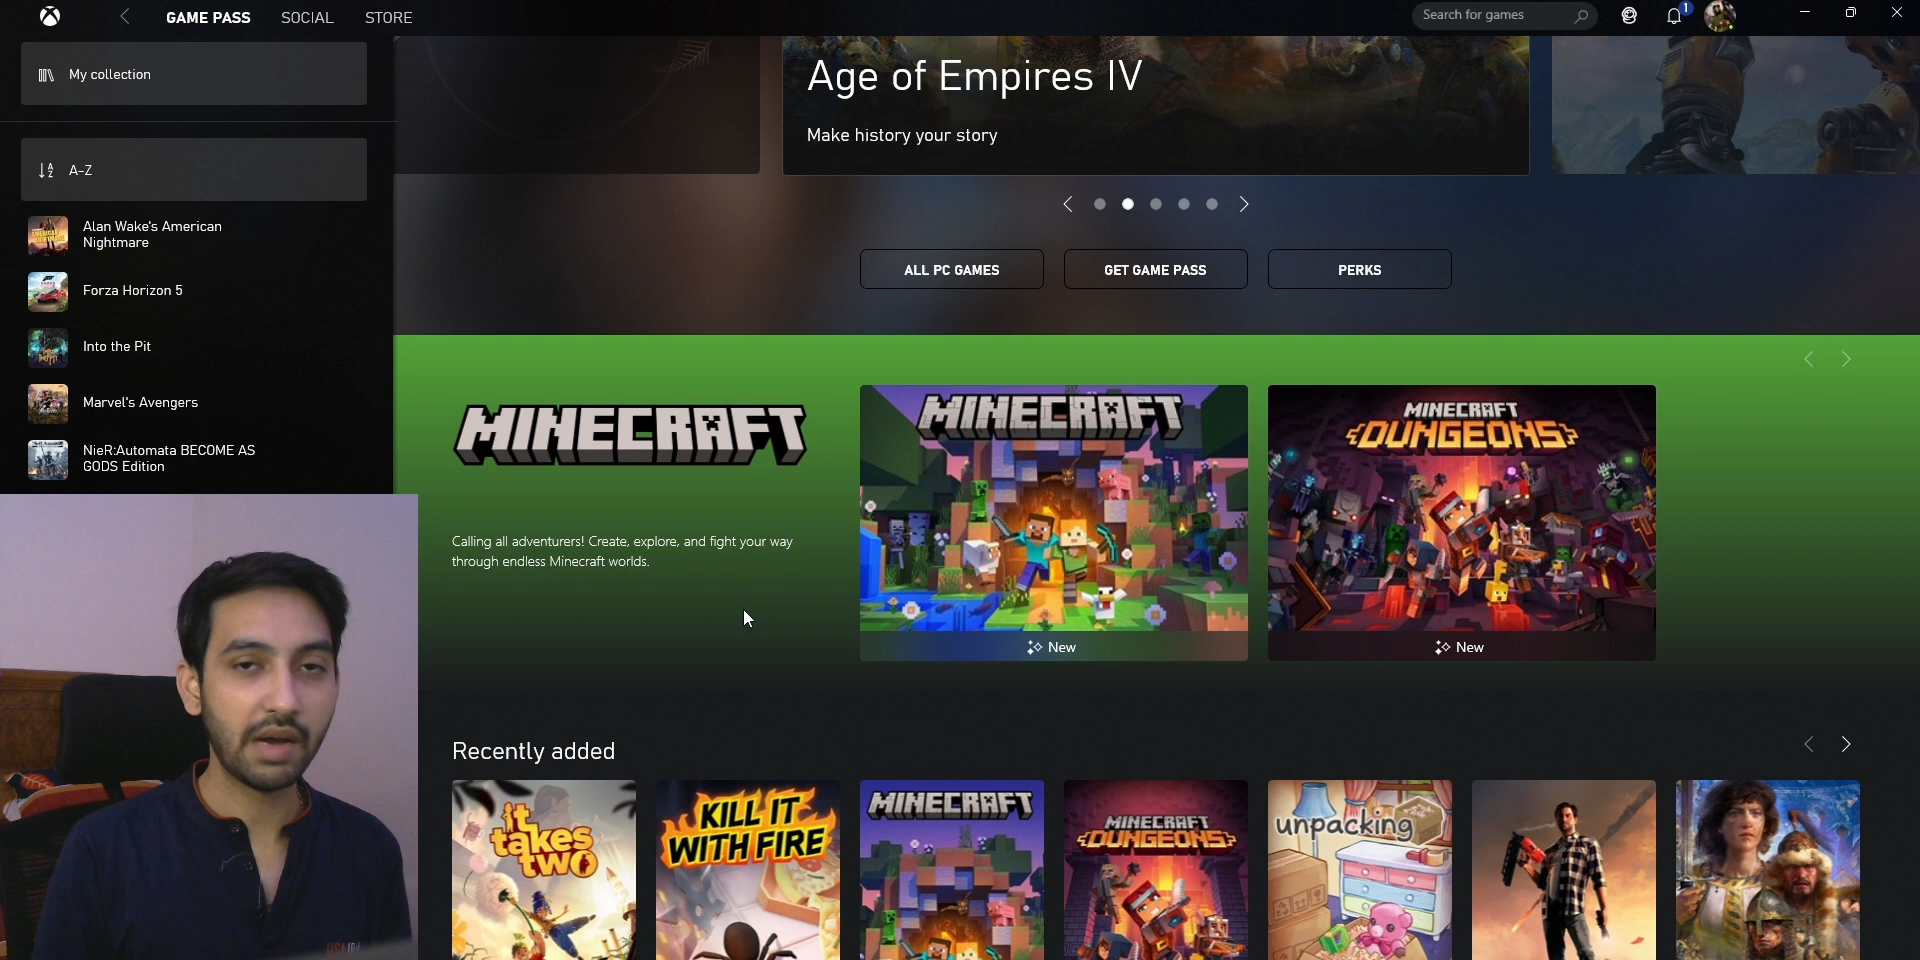 GAME PASS SOCIAL STORE
Search for games
1
My collection
A-Z
Alan Wake's American
Nightmare
Forza Horizon 5
Into the Pit
Marvel's Avengers
NieR:Automata BECOME AS
GODS Edition
Age of Empires IV
Make history your story
ALL PC GAMES
GET GAME PASS
PERKS
MINECRAFT
Calling all adventurers! Create, explore, and fight your way
through endless Minecraft worlds.
MINECRAFT
New
MINECRAFT
DUNGEONS
New
Recently added
it
takes
two
KILL IT
WITH FIRE
MINECRAFT
MINECRAFT
DUNGEONS
unpacking